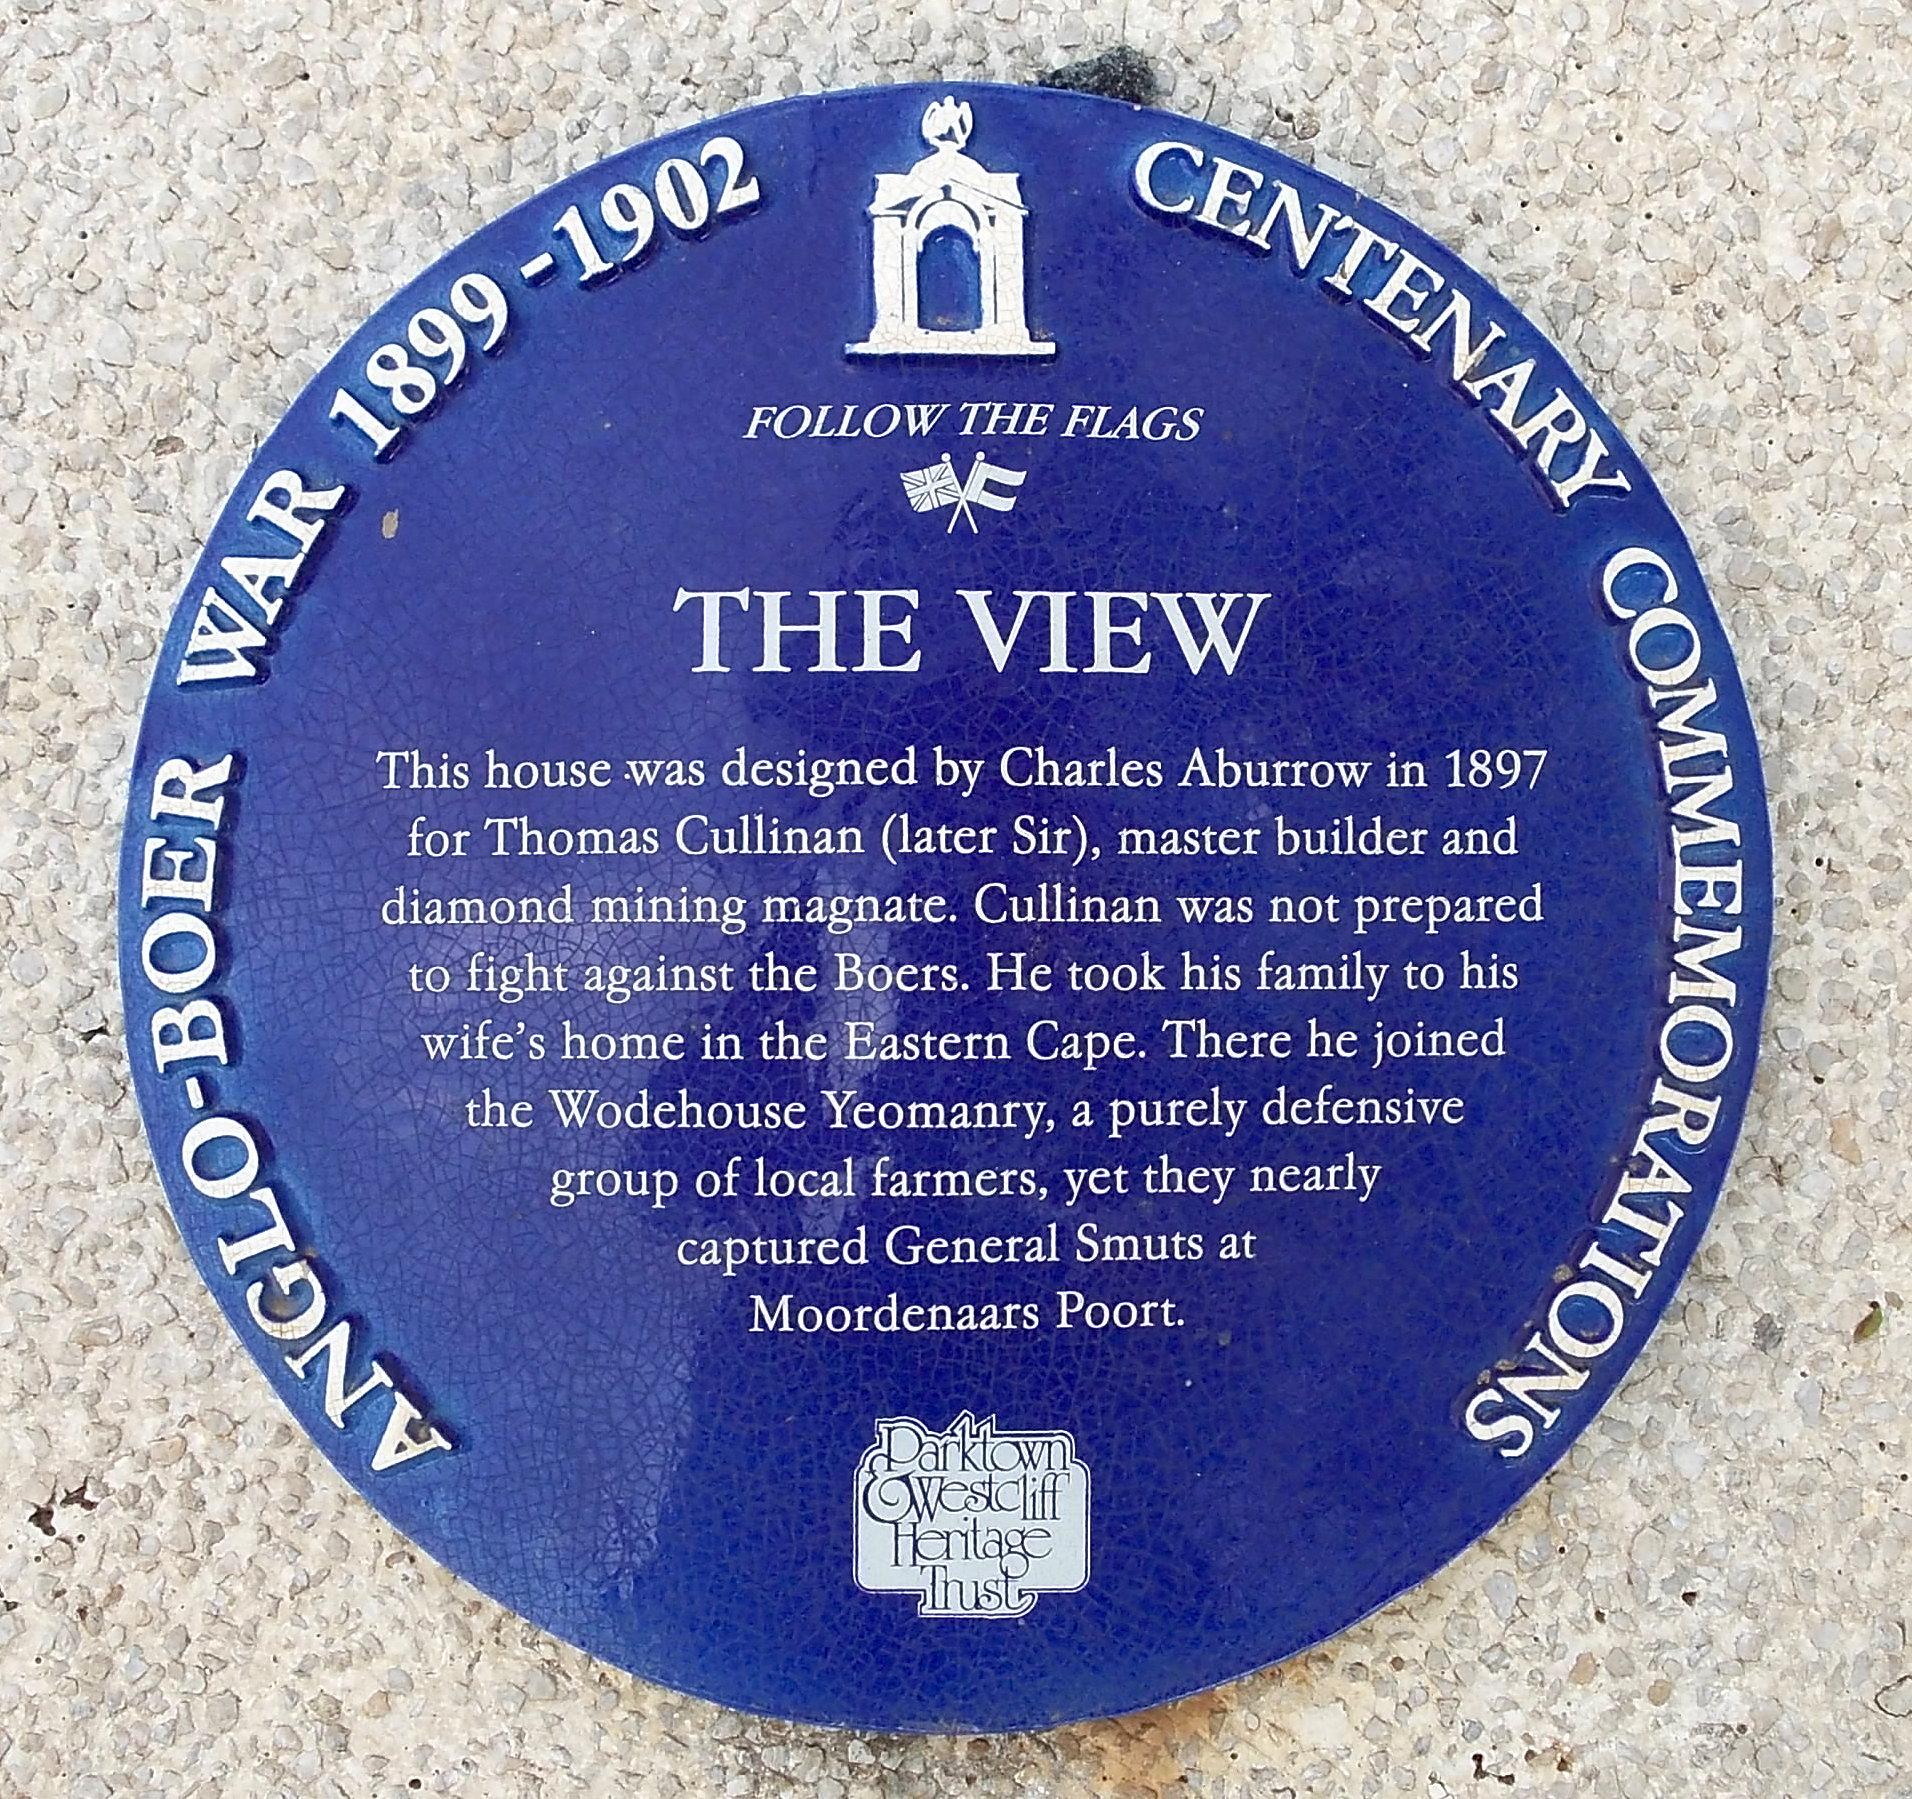 ANGLO-BOER WAR 1899-1902
CENTENARY COMMEMORATIONS
FOLLOW THE FLAGS
THE VIEW
This house was designed by Charles Aburrow in 1897
for Thomas Cullinan (later Sir), master builder and
diamond mining magnate. Cullinan was not prepared
to fight against the Boers. He took his family to his
wife's home in the Eastern Cape. There he joined
the Wodehouse Yeomanry, a purely defensive
group of local farmers, yet they nearly
captured General Smuts at
Moordenaars Poort.
Parktown
& Westcliff
Heritage
Trust